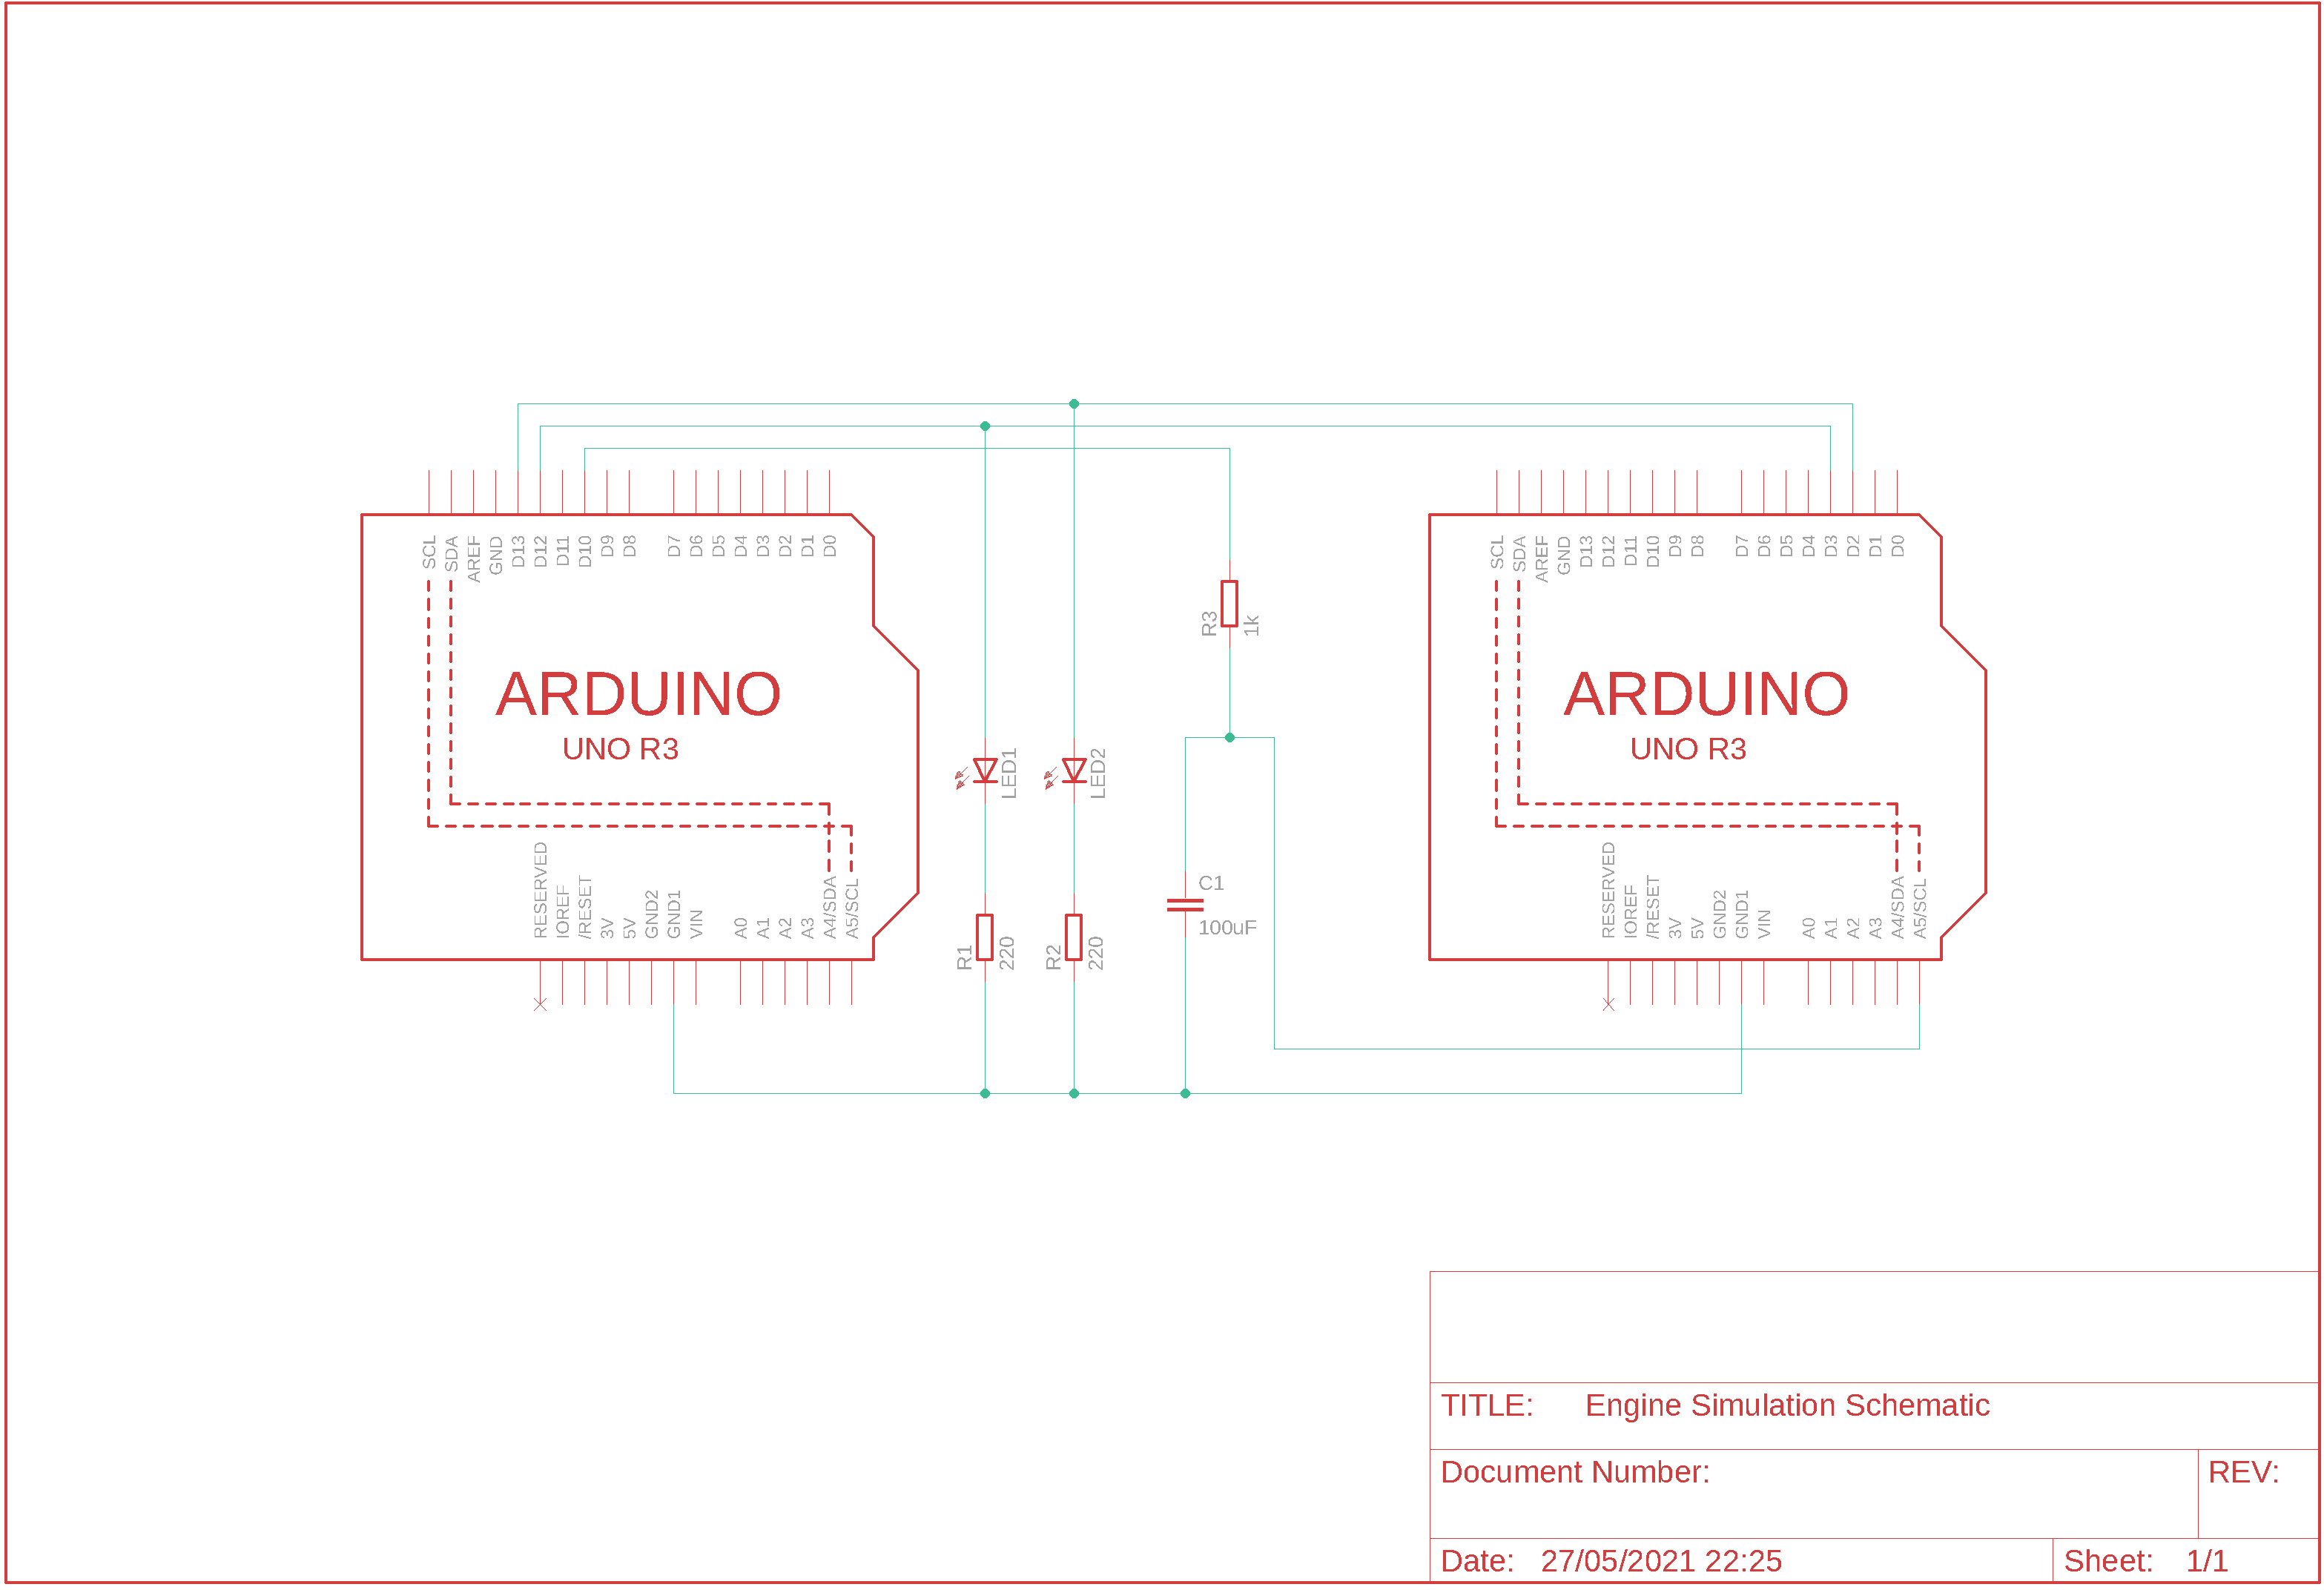 SCL SDA AREF GND D13 D12 D11 D10 D9 D8 D7 D6 D5 D4 D3 D2 D1 D0
ARDUINO
UNO R3
RESERVED IOREF /RESET 3V 5V GND2 GND1 VIN A0 A1 A2 A3 A4/SDA A5/SCL
LED1
LED2
R1
220
R2
220
R3
1k
C1
100uF
SCL SDA AREF GND D13 D12 D11 D10 D9 D8 D7 D6 D5 D4 D3 D2 D1 D0
ARDUINO
UNO R3
RESERVED IOREF /RESET 3V 5V GND2 GND1 VIN A0 A1 A2 A3 A4/SDA A5/SCL
TITLE: Engine Simulation Schematic
Document Number:
REV:
Date: 27/05/2021 22:25
Sheet: 1/1